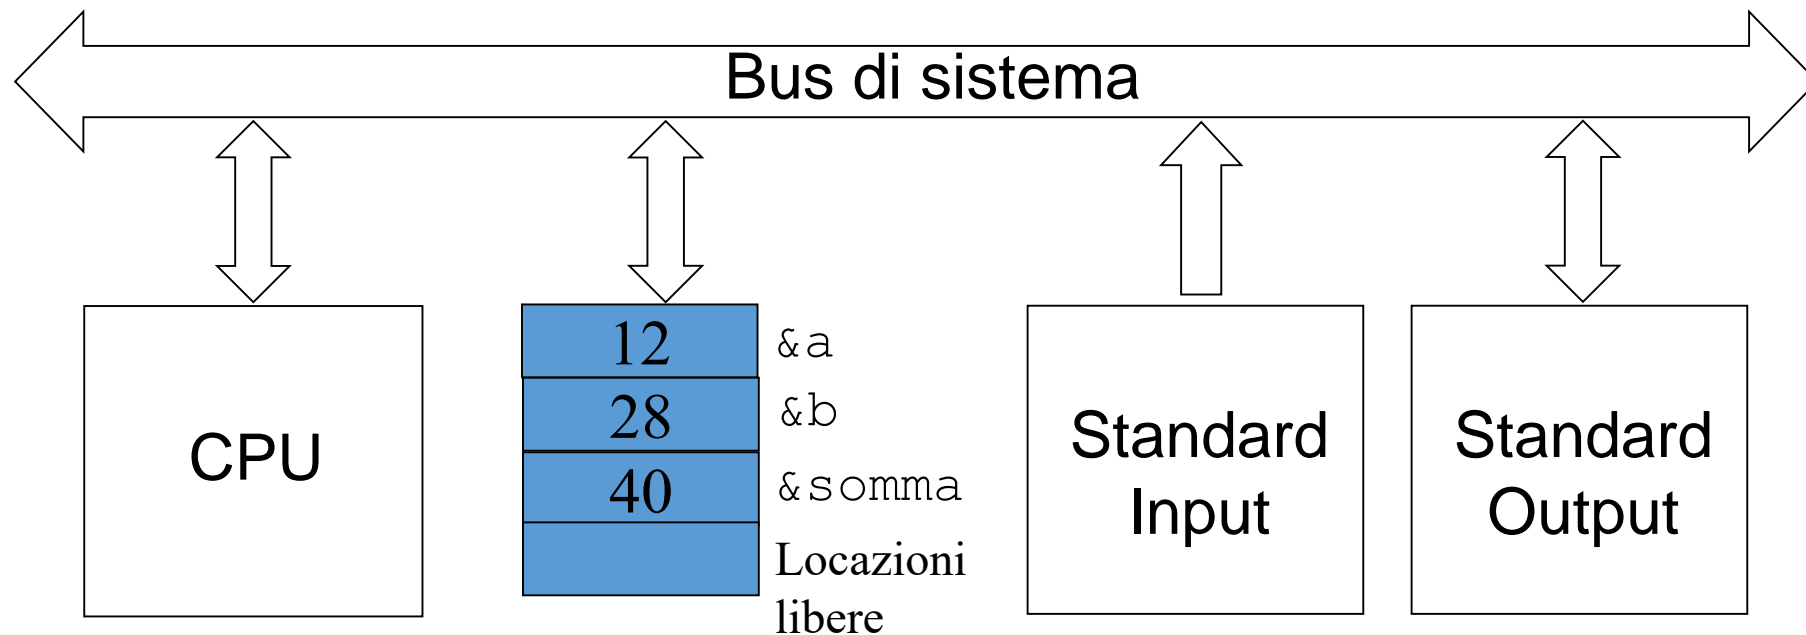 Bus di sistema
CPU
12
&a
28
&b
40
&somma
Locazioni
libere
Standard
Input
Standard
Output